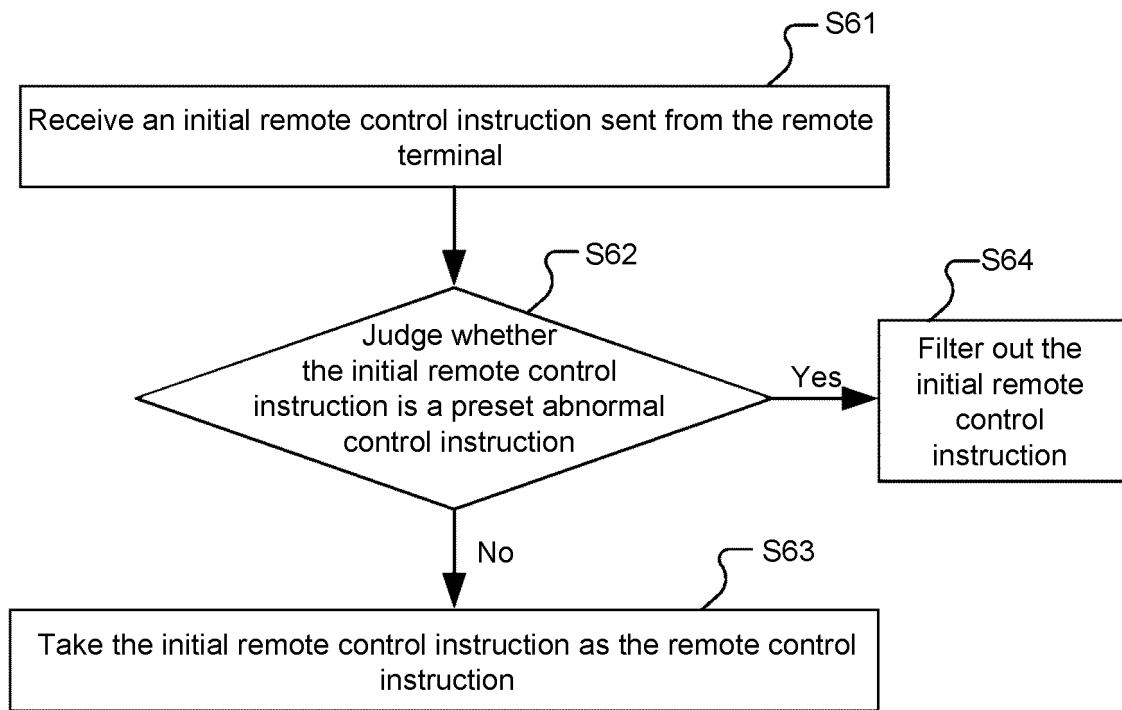 S61
Receive an initial remote control instruction sent from the remote
terminal
S62
Judge whether
the initial remote control
instruction is a preset abnormal
control instruction
Yes
S64
Filter out the
initial remote
control
instruction
No
S63
Take the initial remote control instruction as the remote control
instruction